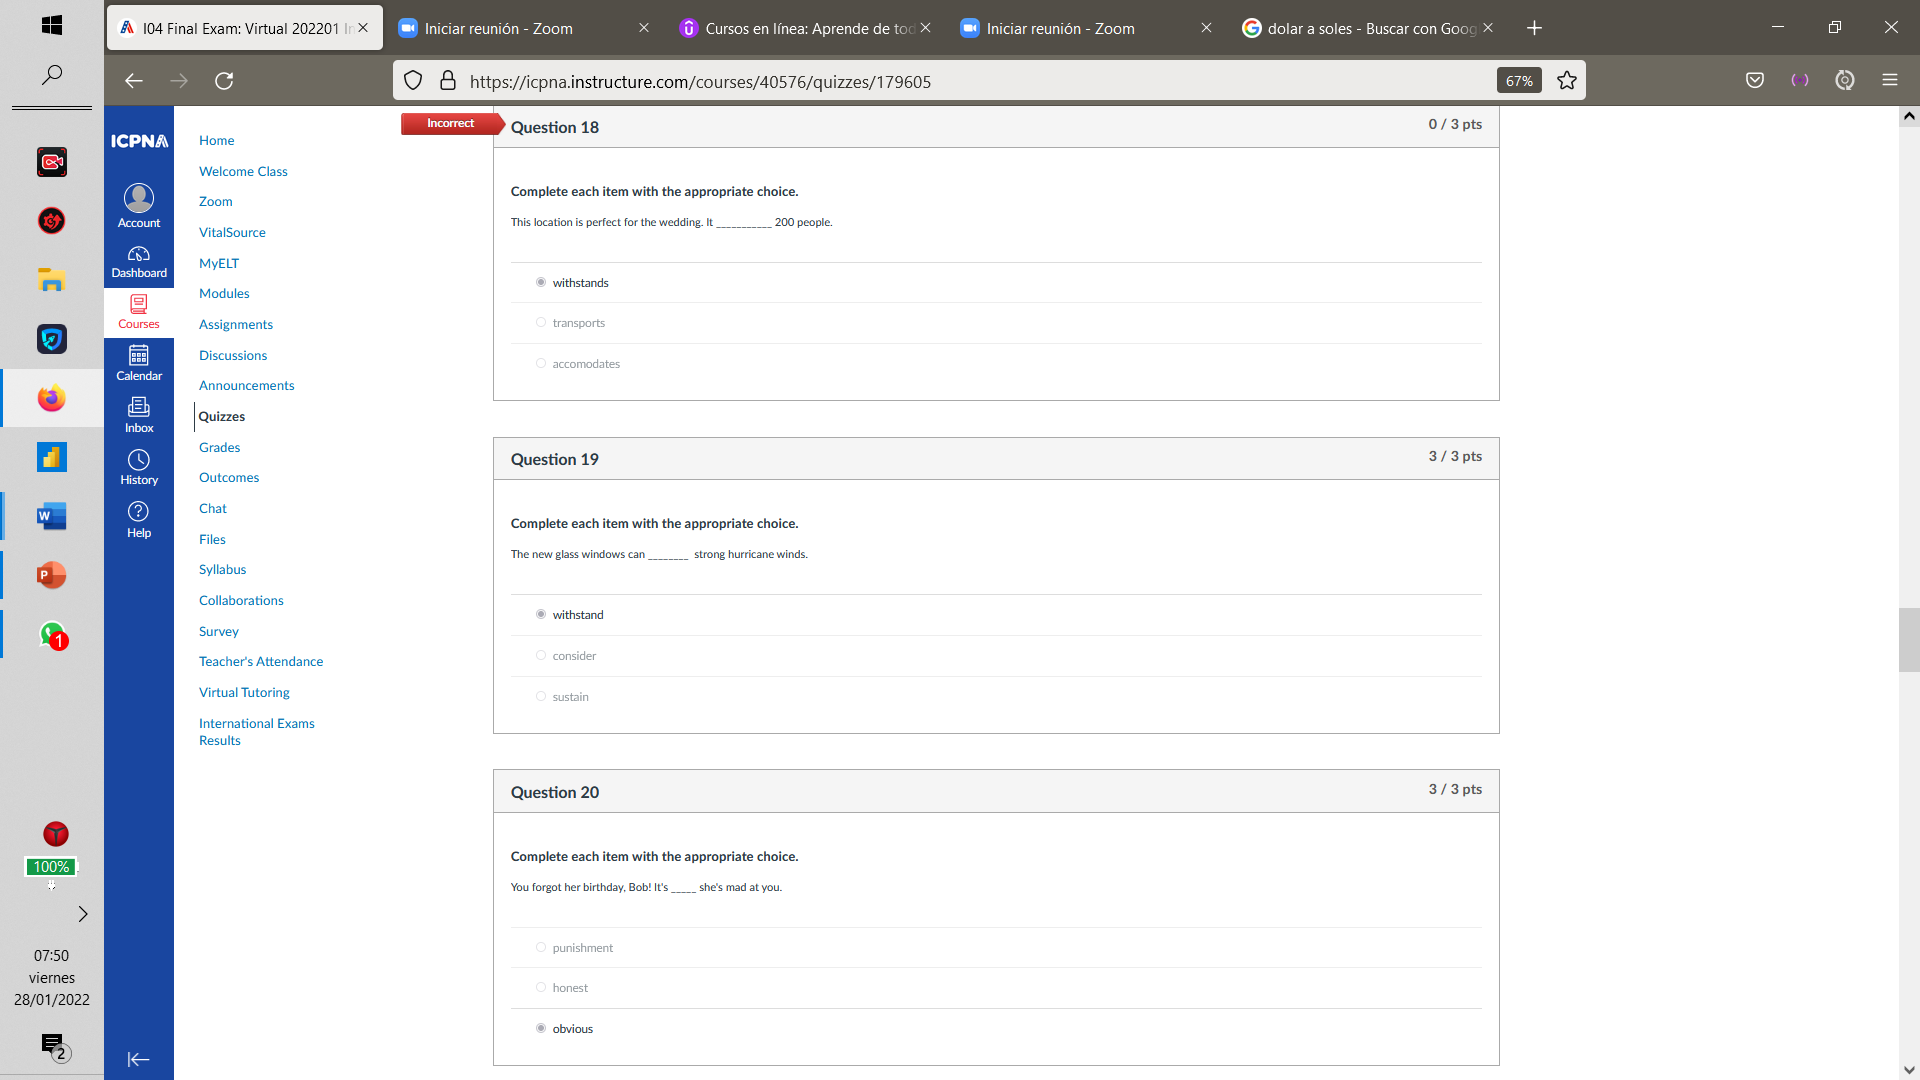 I04 Final Exam: Virtual 202201 In
Iniciar reunión - Zoom
Cursos en línea: Aprende de tod
Iniciar reunión - Zoom
dolar a soles - Buscar con Goog
https://icpna.instructure.com/courses/40576/quizzes/179605
67%
ICPNA
Account
Dashboard
Courses
Calendar
Inbox
History
Help
Home
Welcome Class
Zoom
VitalSource
MyELT
Modules
Assignments
Discussions
Announcements
Quizzes
Grades
Outcomes
Chat
Files
Syllabus
Collaborations
Survey
Teacher's Attendance
Virtual Tutoring
International Exams
Results
Incorrect
Question 18
0 / 3 pts
Complete each item with the appropriate choice.
This location is perfect for the wedding. It ___________ 200 people.
withstands
transports
accomodates
Question 19
3 / 3 pts
Complete each item with the appropriate choice.
The new glass windows can ________ strong hurricane winds.
withstand
consider
sustain
Question 20
3 / 3 pts
Complete each item with the appropriate choice.
You forgot her birthday, Bob! It's _____ she's mad at you.
punishment
honest
obvious
W
P
1
100%
07:50
viernes
28/01/2022
2